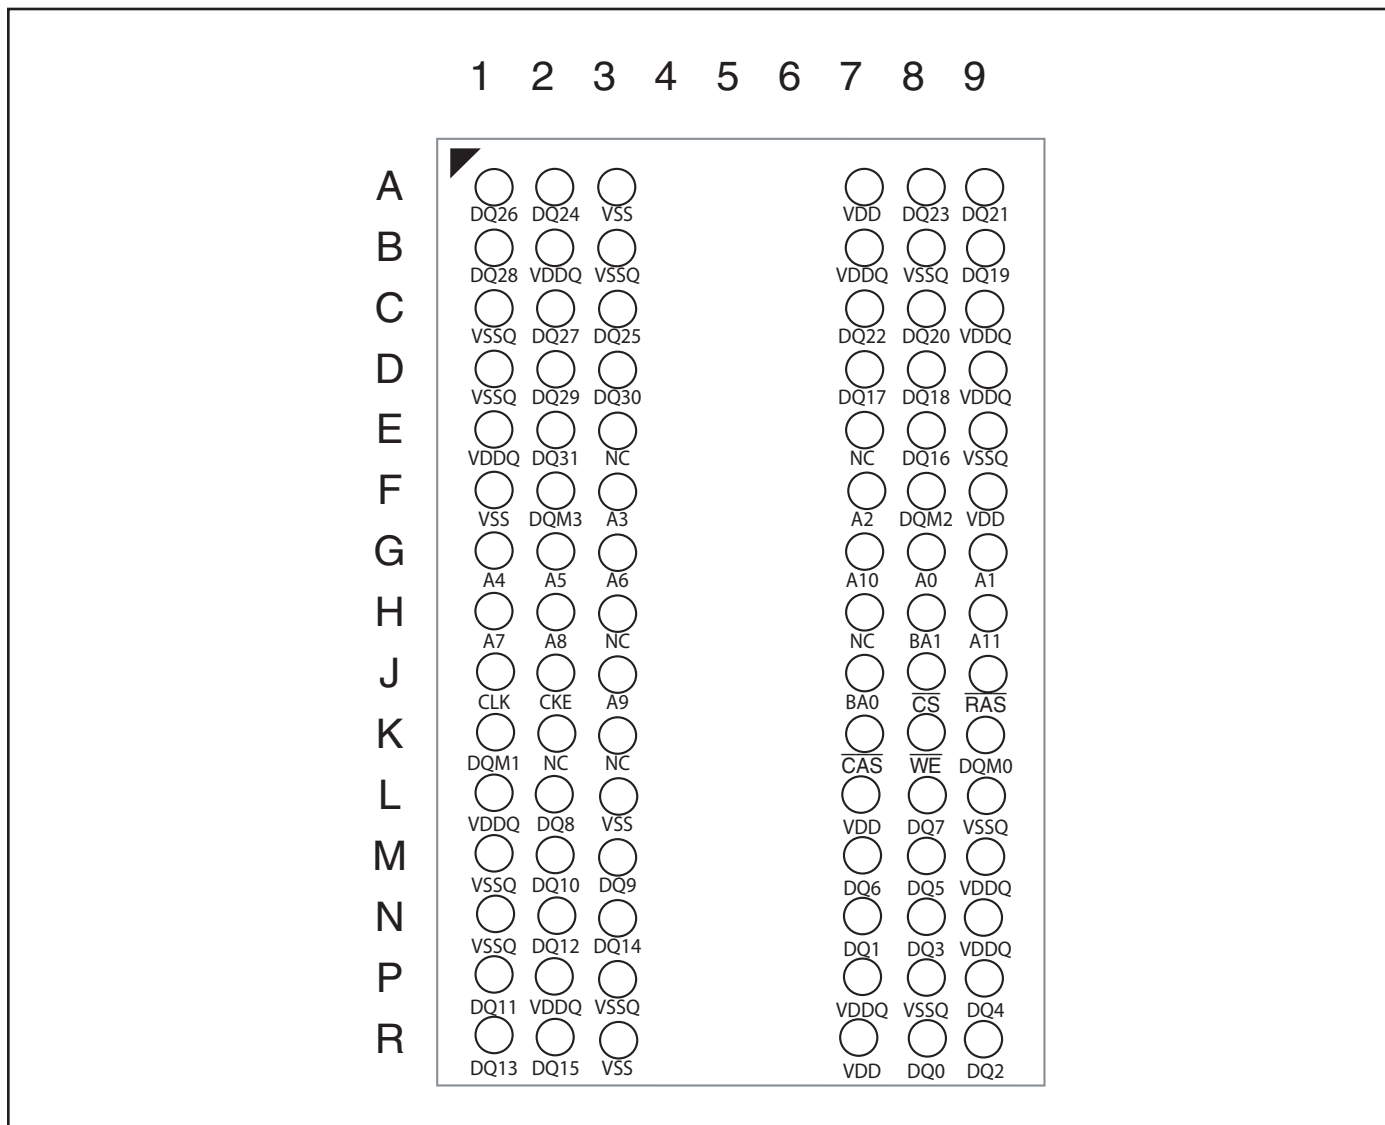 1 2 3 4 5 6 7 8 9
A
DQ26 DQ24 VSS VDD DQ23 DQ21
B
DQ28 VDDQ VSSQ VDDQ VSSQ DQ19
C
VSSQ DQ27 DQ25 DQ22 DQ20 VDDQ
D
VSSQ DQ29 DQ30 DQ17 DQ18 VDDQ
E
VDDQ DQ31 NC NC DQ16 VSSQ
F
VSS DQM3 A3 A2 DQM2 VDD
G
A4 A5 A6 A10 A0 A1
H
A7 A8 NC NC BA1 A11
J
CLK CKE A9 BA0 C̅S̅ R̅A̅S̅
K
DQM1 NC NC C̅A̅S̅ W̅E̅ DQM0
L
VDDQ DQ8 VSS VDD DQ7 VSSQ
M
VSSQ DQ10 DQ9 DQ6 DQ5 VDDQ
N
VSSQ DQ12 DQ14 DQ1 DQ3 VDDQ
P
DQ11 VDDQ VSSQ VDDQ VSSQ DQ4
R
DQ13 DQ15 VSS VDD DQ0 DQ2